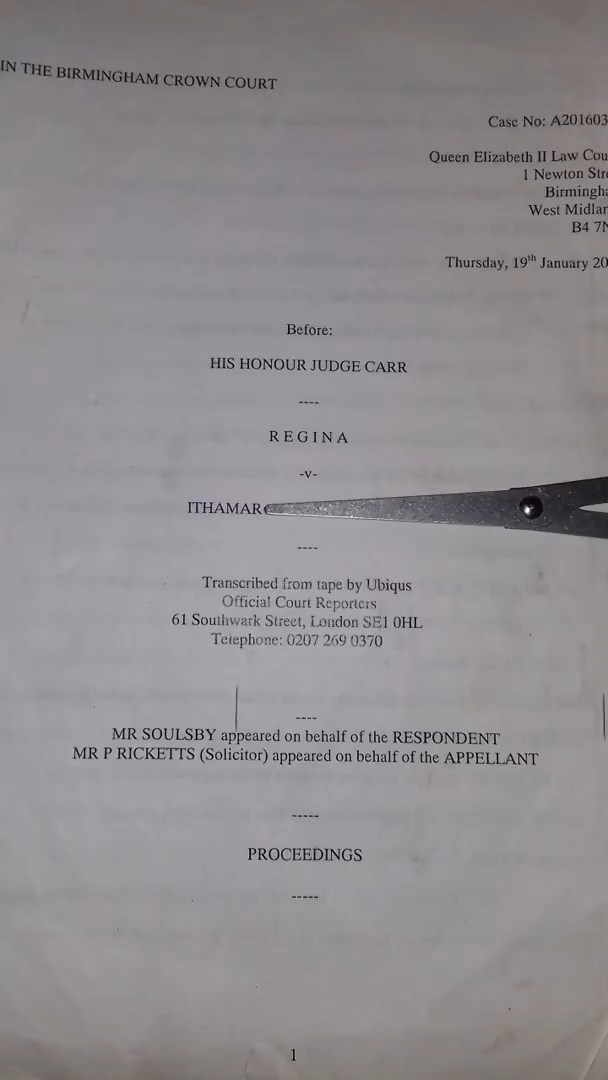 IN THE BIRMINGHAM CROWN COURT
Case No: A201603
Queen Elizabeth II Law Cou
1 Newton Stre
Birmingha
West Midlan
B4 7N
Thursday, 19th January 20
Before:
HIS HONOUR JUDGE CARR
----
R E G I N A
-v-
ITHAMAR
----
Transcribed from tape by Ubiqus
Official Court Reporters
61 Southwark Street, London SE1 0HL
Telephone: 0207 269 0370
----
MR SOULSBY appeared on behalf of the RESPONDENT
MR P RICKETTS (Solicitor) appeared on behalf of the APPELLANT
-----
PROCEEDINGS
-----
1